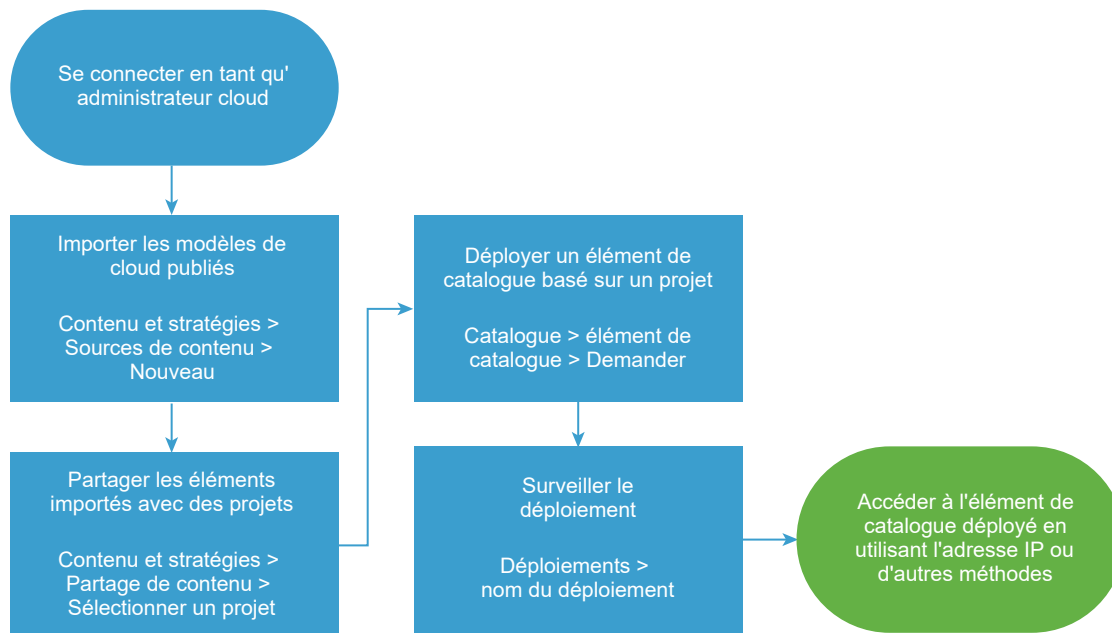 Se connecter en tant qu'
administrateur cloud
Importer les modèles de
cloud publiés
Contenu et stratégies >
Sources de contenu >
Nouveau
Partager les éléments
importés avec des projets
Contenu et stratégies >
Partage de contenu >
Sélectionner un projet
Déployer un élément de
catalogue basé sur un projet
Catalogue > élément de
catalogue > Demander
Surveiller le
déploiement
Déploiements >
nom du déploiement
Accéder à l'élément de
catalogue déployé en
utilisant l'adresse IP ou
d'autres méthodes